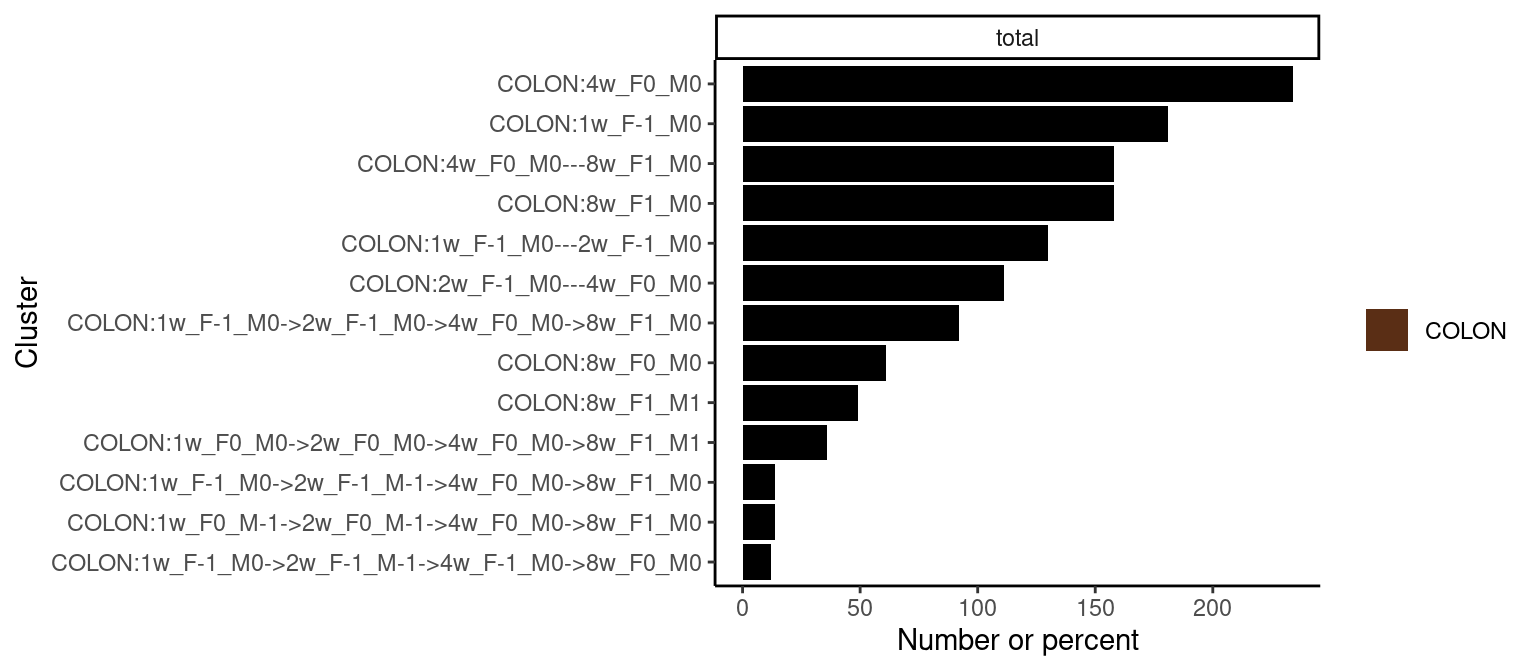 total
COLON:4w_F0_M0
COLON:1w_F-1_M0
COLON:4w_F0_M0---8w_F1_M0
COLON:8w_F1_M0
COLON:1w_F-1_M0---2w_F-1_M0
COLON:2w_F-1_M0---4w_F0_M0
COLON:1w_F-1_M0->2w_F-1_M0->4w_F0_M0->8w_F1_M0
COLON:8w_F0_M0
COLON:8w_F1_M1
COLON:1w_F0_M0->2w_F0_M0->4w_F0_M0->8w_F1_M1
COLON:1w_F-1_M0->2w_F-1_M-1->4w_F0_M0->8w_F1_M0
COLON:1w_F0_M-1->2w_F0_M-1->4w_F0_M0->8w_F1_M0
COLON:1w_F-1_M0->2w_F-1_M-1->4w_F-1_M0->8w_F0_M0
Cluster
0 50 100 150 200
Number or percent
COLON